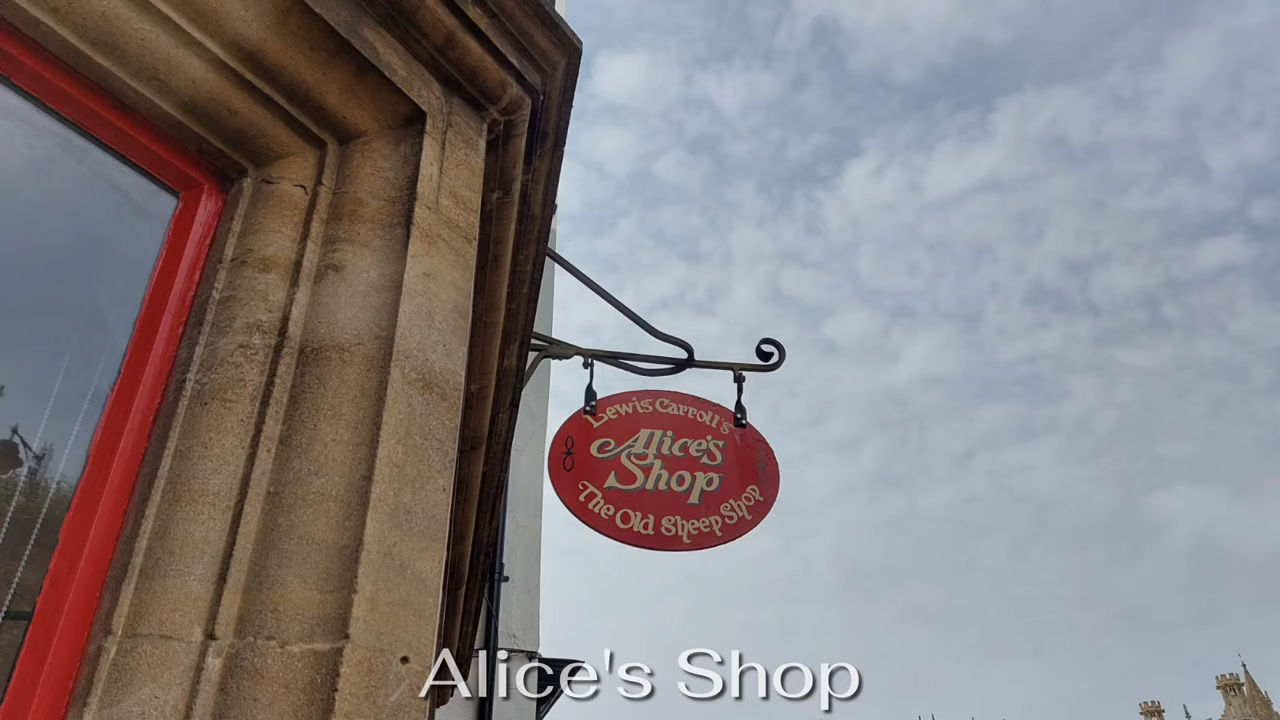 Lewis Carroll's
Alice's
Shop
The Old Sheep Shop
Alice's Shop